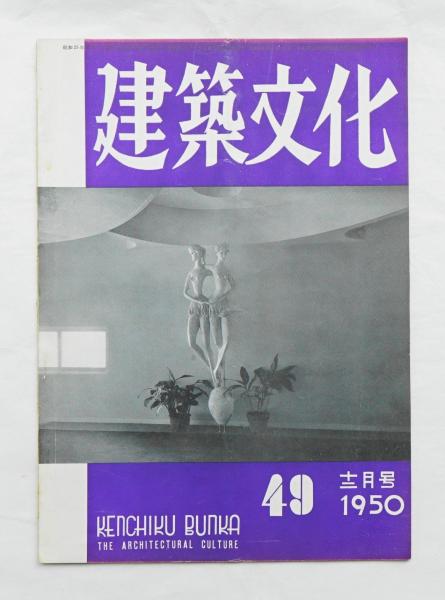 建築文化
49
十二月号
1950
KENCHIKU BUNKA
THE ARCHITECTURAL CULTURE